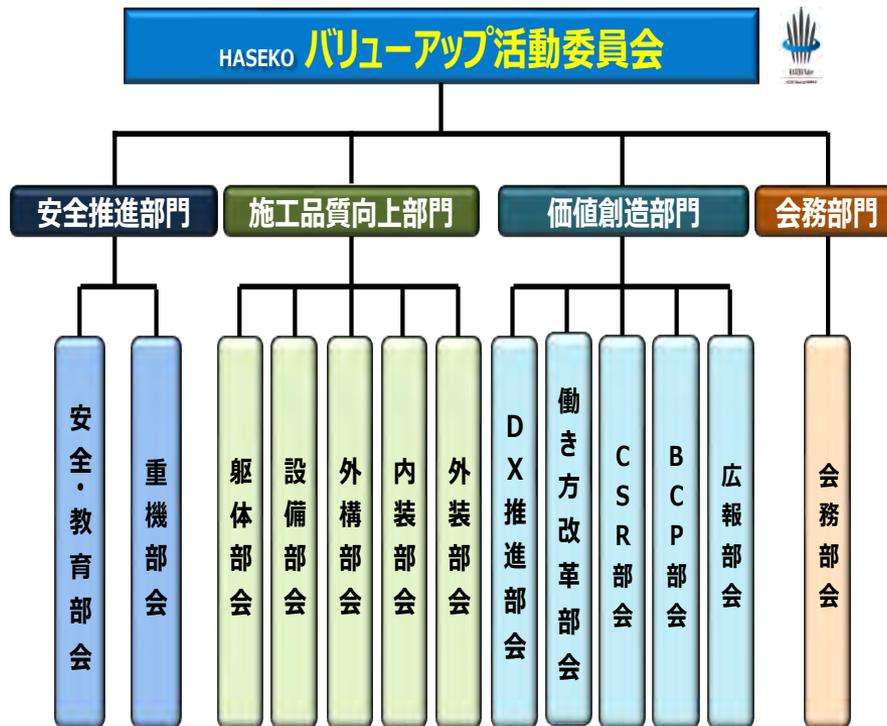 HASEKO バリューアップ活動委員会
HASEKO Value
安全推進部門
施工品質向上部門
価値創造部門
会務部門
安全・教育部会
重機部会
躯体部会
設備部会
外構部会
内装部会
外装部会
DX推進部会
働き方改革部会
CSR部会
BCP部会
広報部会
会務部会